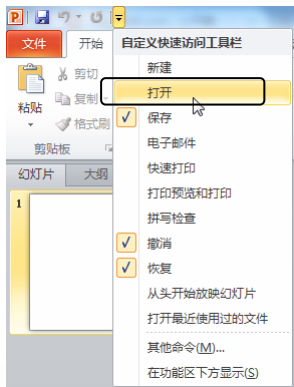 文件
开始
自定义快速访问工具栏
新建
打开
保存
电子邮件
快速打印
打印预览和打印
拼写检查
撤消
恢复
从头开始放映幻灯片
打开最近使用过的文件
其他命令(M)...
在功能区下方显示(S)
剪切
复制
粘贴
格式刷
剪贴板
幻灯片
大纲
1